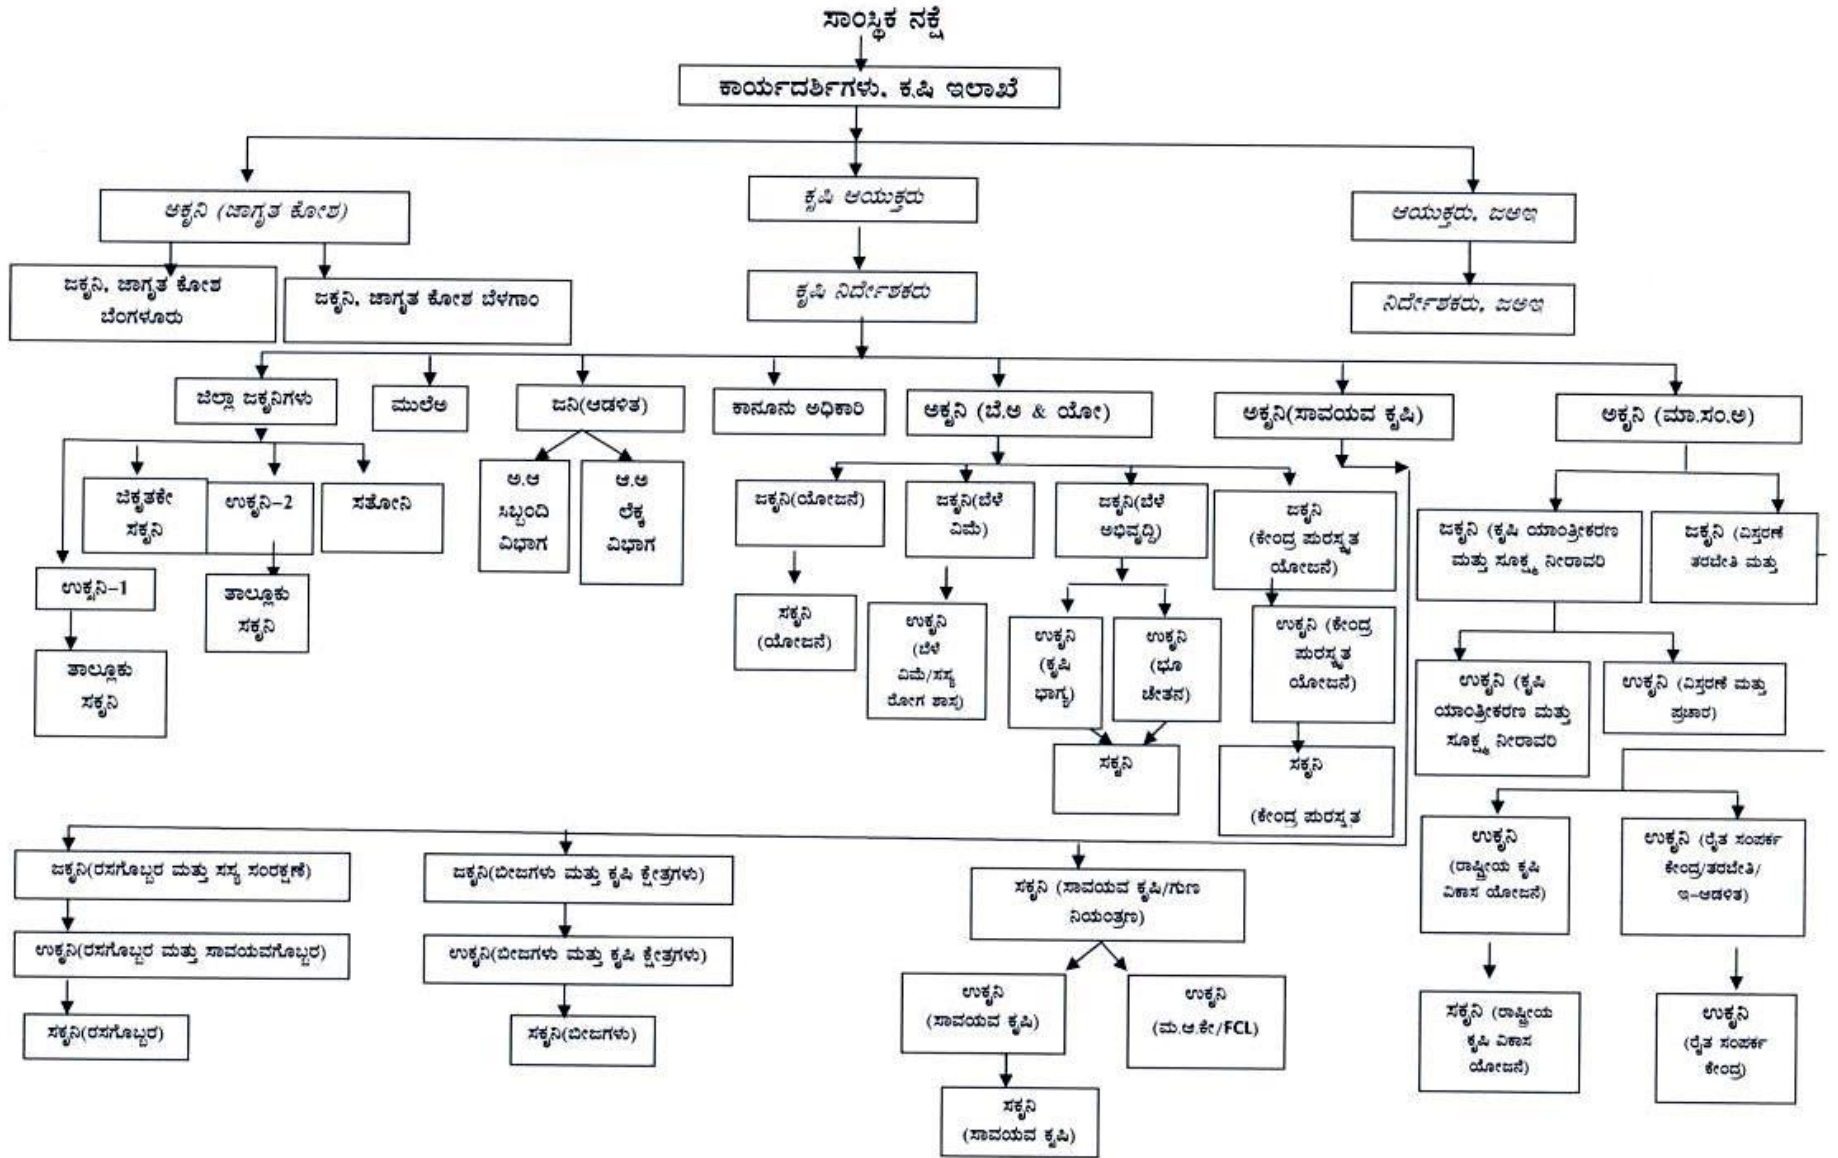 ಸಾಂಸ್ಥಿಕ ನಕ್ಷೆ
ಕಾರ್ಯದರ್ಶಿಗಳು. ಕೃಷಿ ಇಲಾಖೆ
ಅಕೃನಿ (ಜಾಗೃತ ಕೋಶ)
ಕೃಷಿ ಆಯುಕ್ತರು
ಆಯುಕ್ತರು. ಜಅಇ
ಜಕೃನಿ. ಜಾಗೃತ ಕೋಶ
ಬೆಂಗಳೂರು
ಜಕೃನಿ. ಜಾಗೃತ ಕೋಶ ಬೆಳಗಾಂ
ಕೃಷಿ ನಿರ್ದೇಶಕರು
ನಿರ್ದೇಶಕರು. ಜಅಇ
ಜಿಲ್ಲಾ ಜಕೃನಿಗಳು
ಮುಲೆಅ
ಜನಿ(ಆಡಳಿತ)
ಕಾನೂನು ಅಧಿಕಾರಿ
ಅಕೃನಿ (ಬೆ.ಅ & ಯೋ)
ಅಕೃನಿ(ಸಾವಯವ ಕೃಷಿ)
ಅಕೃನಿ (ಮಾ.ಸಂ.ಅ)
ಜಿಕೃತಕೇ
ಸಕೃನಿ
ಉಕೃನಿ-2
ಸತೋನಿ
ಅ.ಆ
ಸಿಬ್ಬಂದಿ
ವಿಭಾಗ
ಆ.ಅ
ಲೆಕ್ಕ
ವಿಭಾಗ
ಜಕೃನಿ(ಯೋಜನೆ)
ಜಕೃನಿ(ಬೆಳೆ
ವಿಮೆ)
ಜಕೃನಿ(ಬೆಳೆ
ಅಭಿವೃದ್ಧಿ)
ಜಕೃನಿ
(ಕೇಂದ್ರ ಪುರಸ್ಕೃತ
ಯೋಜನೆ)
ಜಕೃನಿ (ಕೃಷಿ ಯಾಂತ್ರೀಕರಣ
ಮತ್ತು ಸೂಕ್ಷ್ಮ ನೀರಾವರಿ
ಜಕೃನಿ (ವಿಸ್ತರಣೆ
ತರಬೇತಿ ಮತ್ತು
ಉಕೃನಿ-1
ತಾಲ್ಲೂಕು
ಸಕೃನಿ
ತಾಲ್ಲೂಕು
ಸಕೃನಿ
ಸಕೃನಿ
(ಯೋಜನೆ)
ಉಕೃನಿ
(ಬೆಳೆ
ವಿಮೆ/ಸಸ್ಯ
ರೋಗ ಶಾಸ್ತ್ರ)
ಉಕೃನಿ
(ಕೃಷಿ
ಭಾಗ್ಯ)
ಉಕೃನಿ
(ಭೂ
ಚೇತನ)
ಉಕೃನಿ (ಕೇಂದ್ರ
ಪುರಸ್ಕೃತ
ಯೋಜನೆ)
ಉಕೃನಿ (ಕೃಷಿ
ಯಾಂತ್ರೀಕರಣ ಮತ್ತು
ಸೂಕ್ಷ್ಮ ನೀರಾವರಿ
ಉಕೃನಿ (ವಿಸ್ತರಣೆ ಮತ್ತು
ಪ್ರಚಾರ)
ಸಕೃನಿ
ಸಕೃನಿ
(ಕೇಂದ್ರ ಪುರಸ್ಕೃತ
ಜಕೃನಿ(ರಸಗೊಬ್ಬರ ಮತ್ತು ಸಸ್ಯ ಸಂರಕ್ಷಣೆ)
ಜಕೃನಿ(ಬೀಜಗಳು ಮತ್ತು ಕೃಷಿ ಕ್ಷೇತ್ರಗಳು)
ಸಕೃನಿ (ಸಾವಯವ ಕೃಷಿ/ಗುಣ
ನಿಯಂತ್ರಣ)
ಉಕೃನಿ
(ರಾಷ್ಟ್ರೀಯ ಕೃಷಿ
ವಿಕಾಸ ಯೋಜನೆ)
ಉಕೃನಿ (ರೈತ ಸಂಪರ್ಕ
ಕೇಂದ್ರ/ತರಬೇತಿ/
ಇ-ಆಡಳಿತ)
ಉಕೃನಿ(ರಸಗೊಬ್ಬರ ಮತ್ತು ಸಾವಯವಗೊಬ್ಬರ)
ಉಕೃನಿ(ಬೀಜಗಳು ಮತ್ತು ಕೃಷಿ ಕ್ಷೇತ್ರಗಳು)
ಉಕೃನಿ
(ಸಾವಯವ ಕೃಷಿ)
ಉಕೃನಿ
(ಮ.ಆ.ಕೇ/FCL)
ಸಕೃನಿ(ರಸಗೊಬ್ಬರ)
ಸಕೃನಿ(ಬೀಜಗಳು)
ಸಕೃನಿ (ರಾಷ್ಟ್ರೀಯ
ಕೃಷಿ ವಿಕಾಸ
ಯೋಜನೆ)
ಉಕೃನಿ
(ರೈತ ಸಂಪರ್ಕ
ಕೇಂದ್ರ)
ಸಕೃನಿ
(ಸಾವಯವ ಕೃಷಿ)